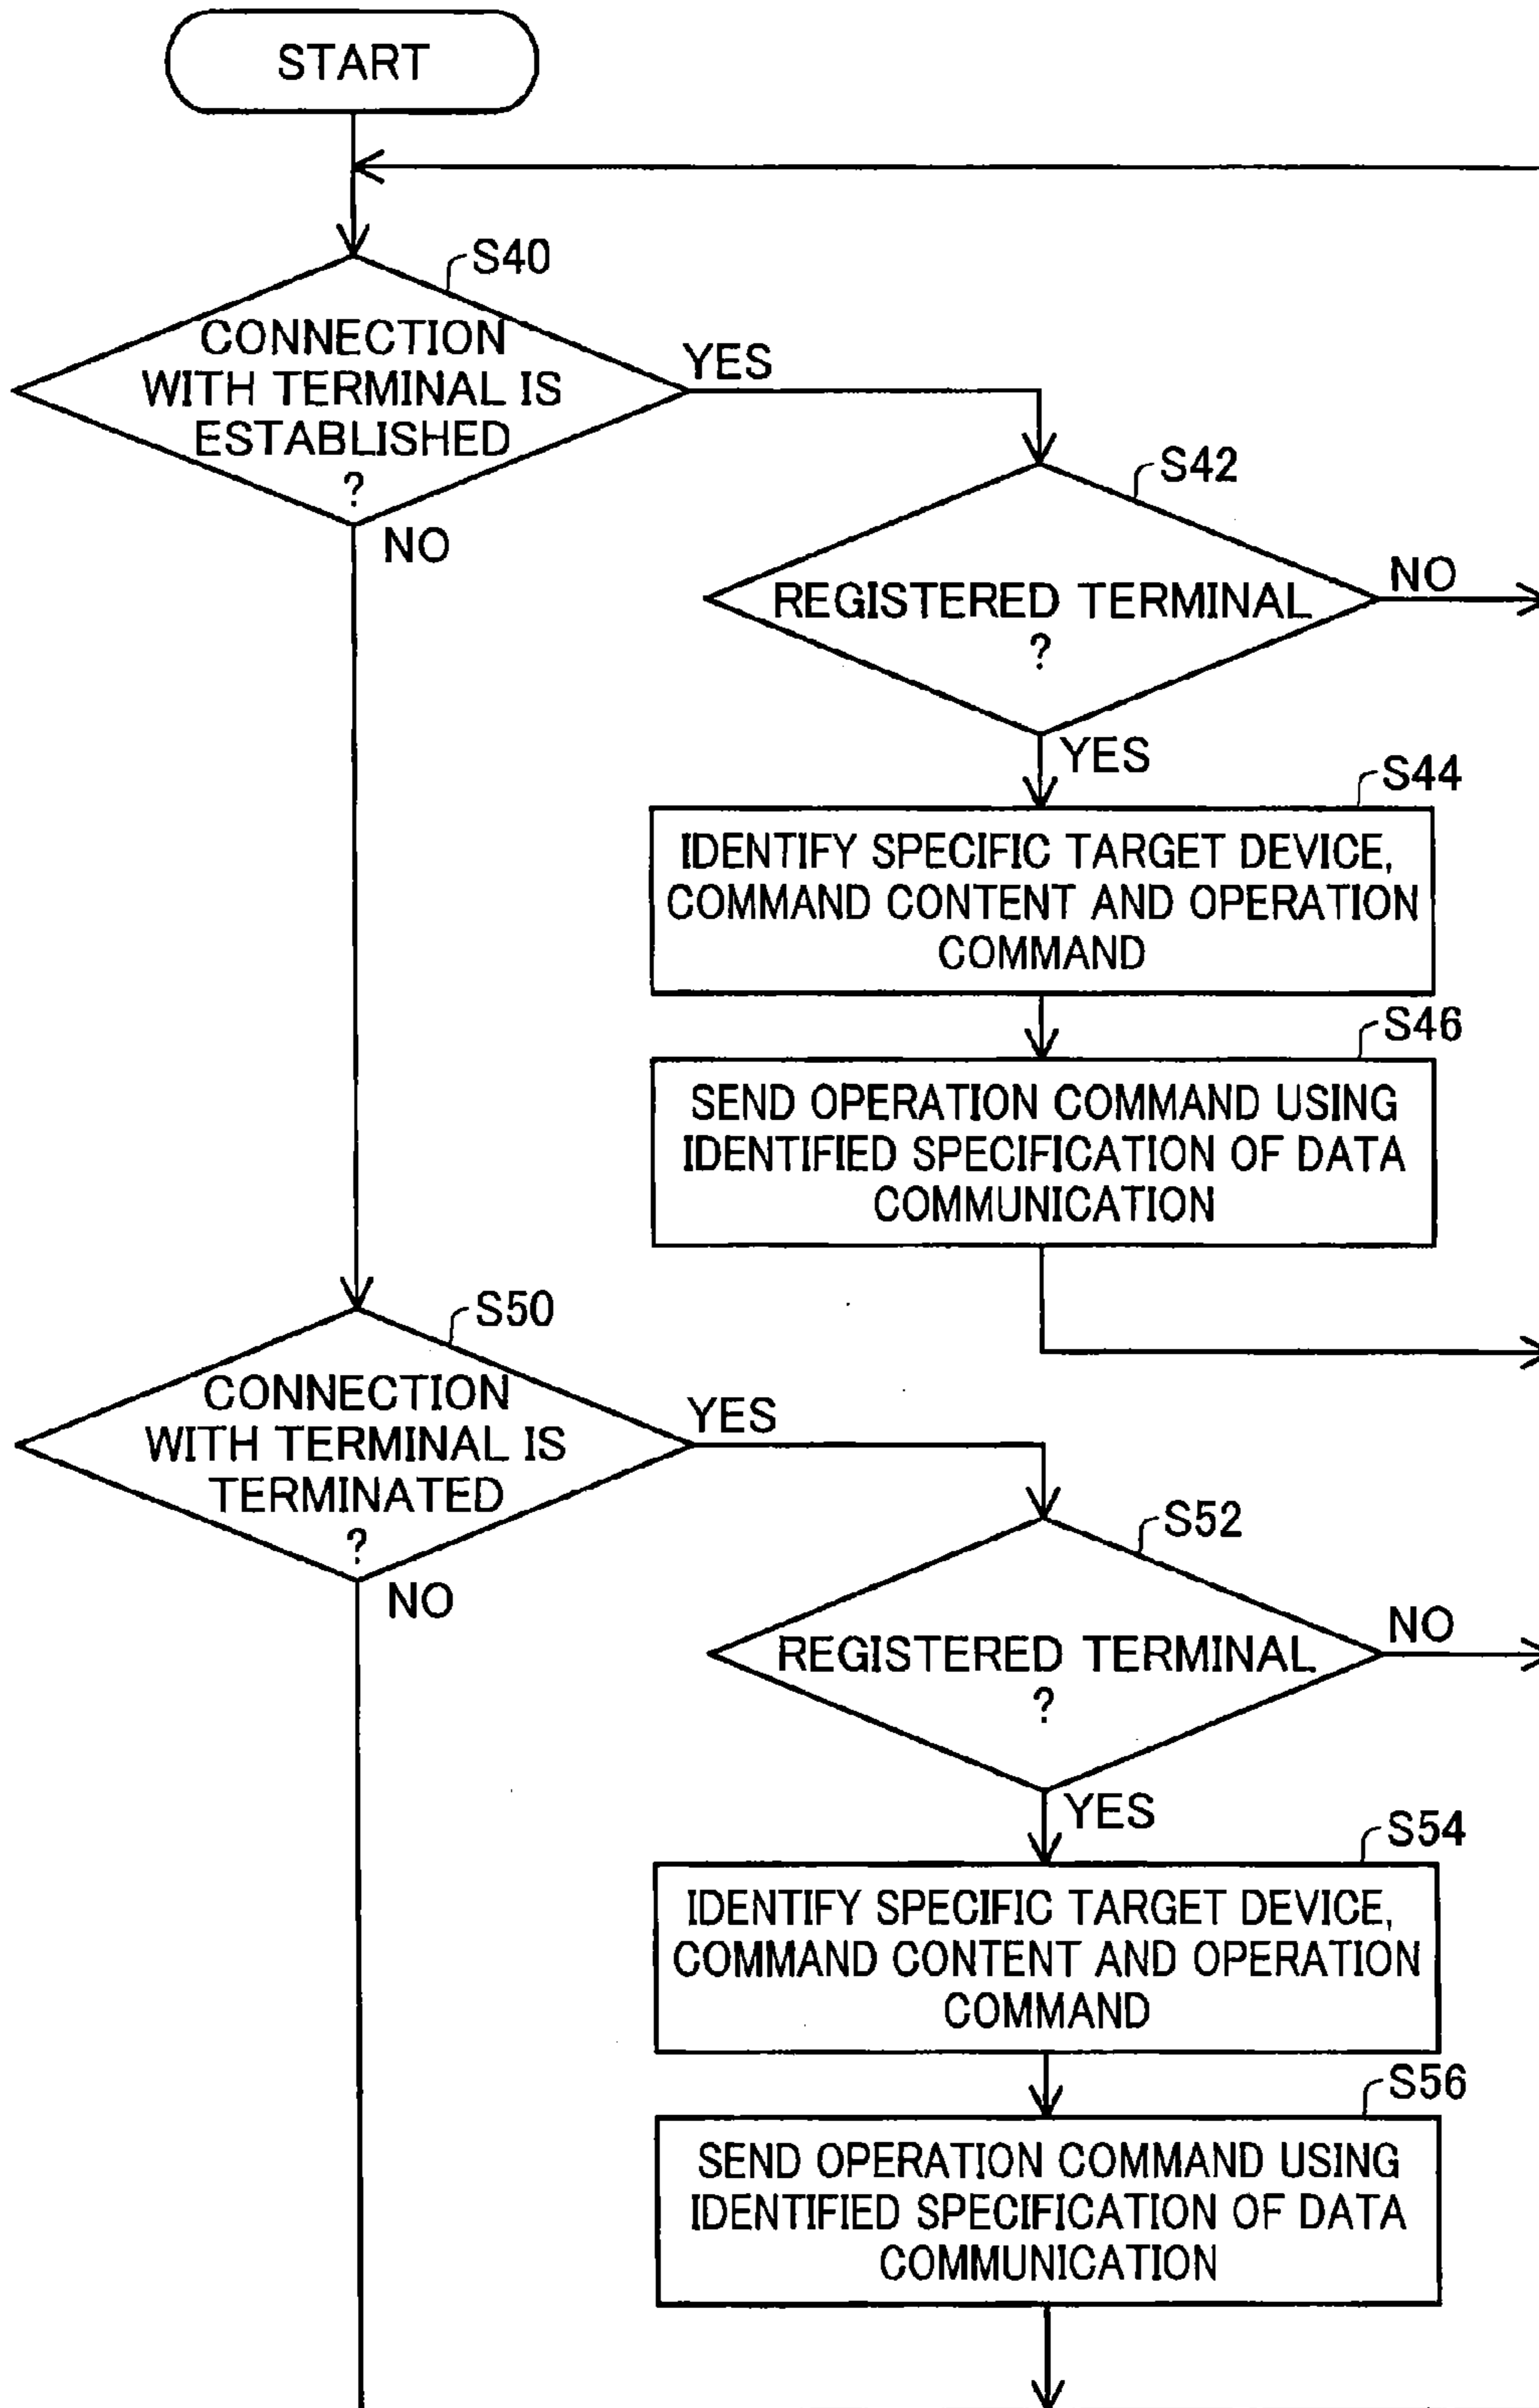 START
S40
CONNECTION
WITH TERMINAL IS
ESTABLISHED
?
YES
NO
S42
REGISTERED TERMINAL
?
NO
YES
S44
IDENTIFY SPECIFIC TARGET DEVICE,
COMMAND CONTENT AND OPERATION
COMMAND
S46
SEND OPERATION COMMAND USING
IDENTIFIED SPECIFICATION OF DATA
COMMUNICATION
S50
CONNECTION
WITH TERMINAL IS
TERMINATED
?
YES
NO
S52
REGISTERED TERMINAL
?
NO
YES
S54
IDENTIFY SPECIFIC TARGET DEVICE,
COMMAND CONTENT AND OPERATION
COMMAND
S56
SEND OPERATION COMMAND USING
IDENTIFIED SPECIFICATION OF DATA
COMMUNICATION